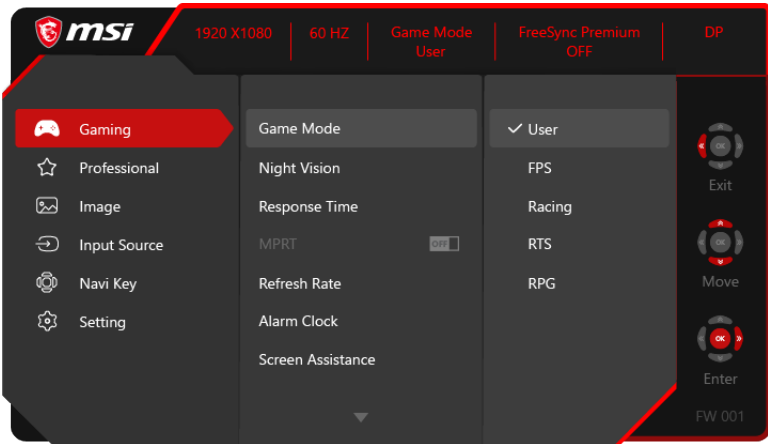 msi
1920 X1080
60 HZ
Game Mode
User
FreeSync Premium
OFF
DP
Gaming
Professional
Image
Input Source
Navi Key
Setting
Game Mode
Night Vision
Response Time
MPRT
OFF
Refresh Rate
Alarm Clock
Screen Assistance
User
FPS
Racing
RTS
RPG
OK
Exit
OK
Move
OK
Enter
FW 001